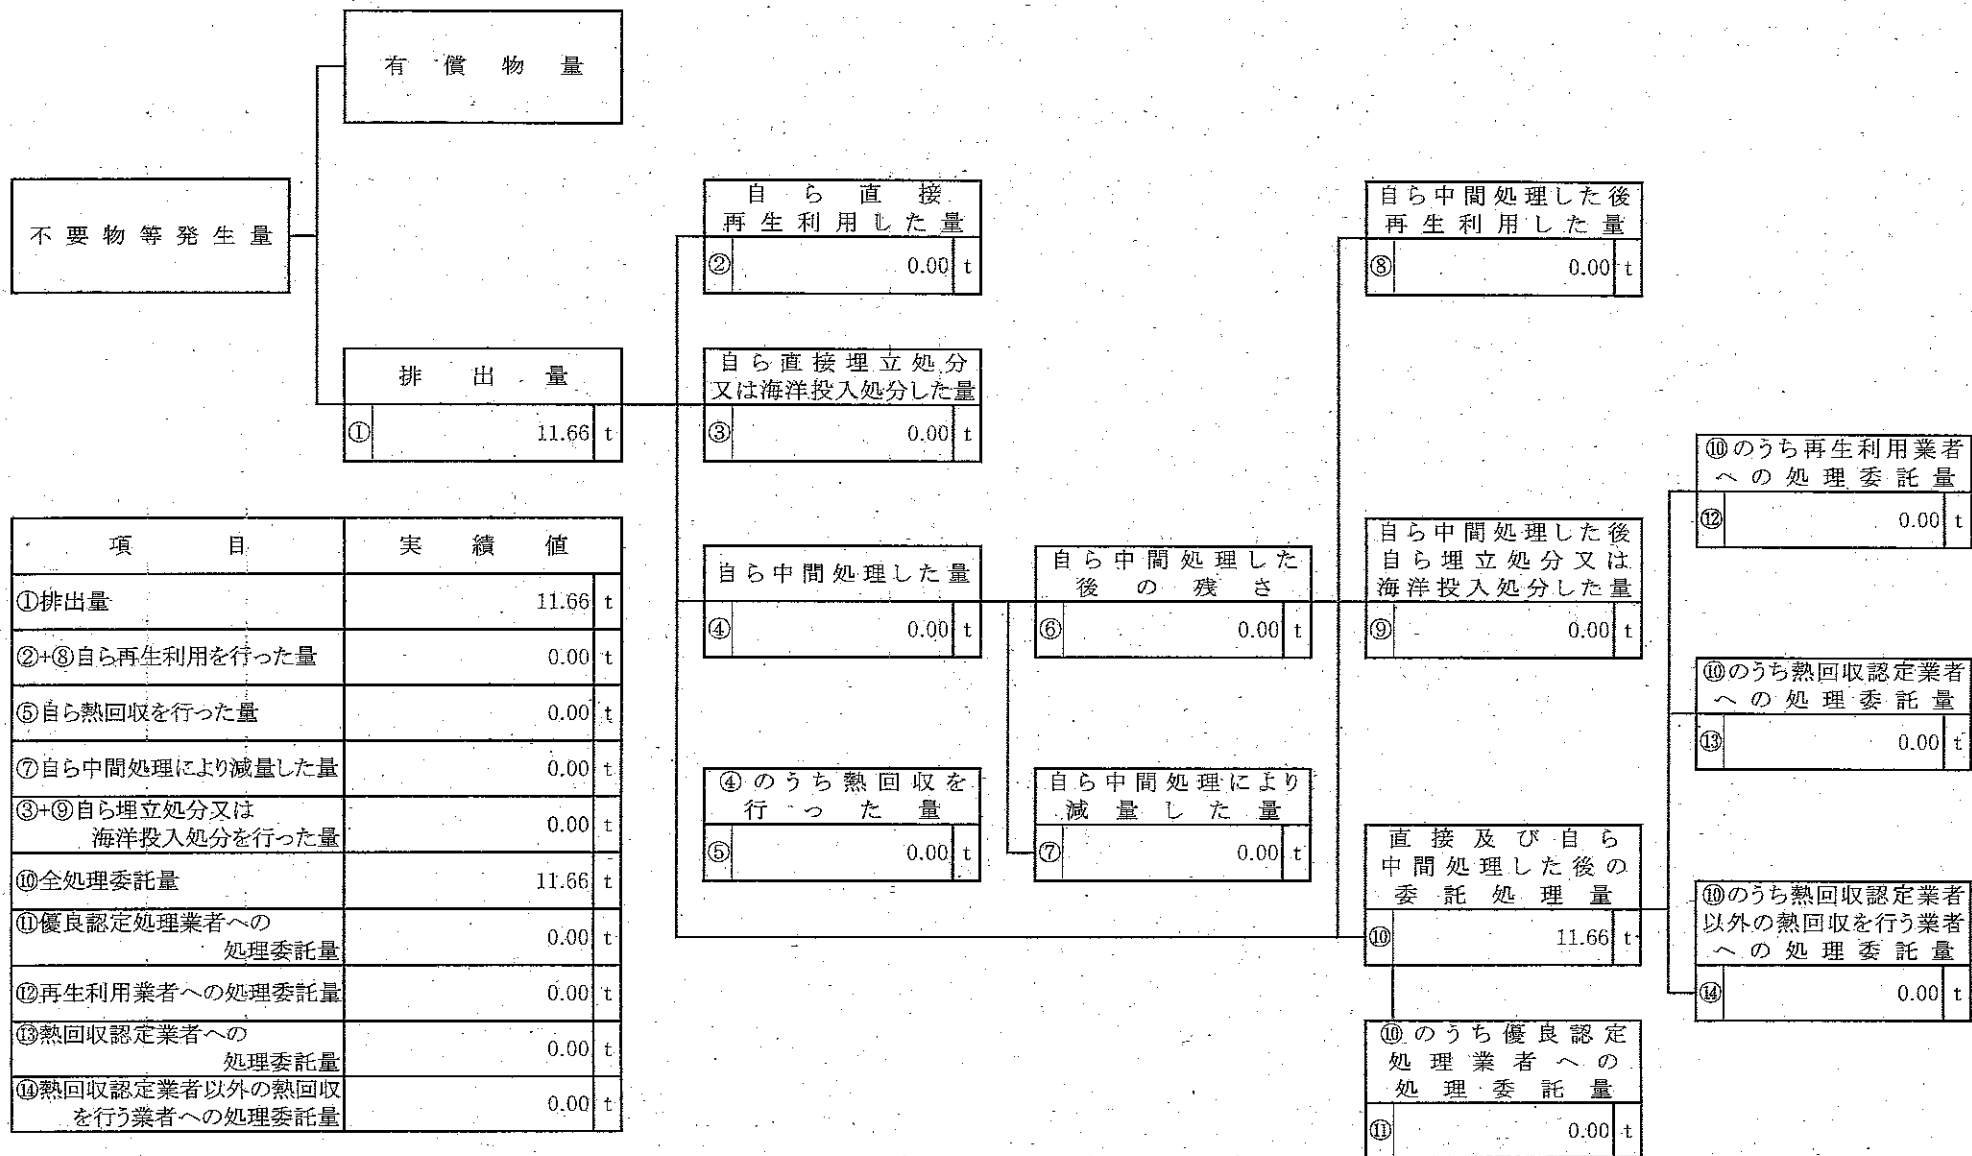 有償物量
不要物等発生量
排出量
① 11.66 t
自ら直接
再生利用した量
② 0.00 t
自ら直接埋立処分
又は海洋投入処分した量
③ 0.00 t
自ら中間処理した量
④ 0.00 t
④のうち熱回収を
行った量
⑤ 0.00 t
自ら中間処理した
後の残さ
⑥ 0.00 t
自ら中間処理により
減量した量
⑦ 0.00 t
自ら中間処理した後
再生利用した量
⑧ 0.00 t
自ら中間処理した後
自ら埋立処分又は
海洋投入処分した量
⑨ 0.00 t
直接及び自ら
中間処理した後の
委託処理量
⑩ 11.66 t
⑩のうち優良認定
処理業者への
処理委託量
⑪ 0.00 t
⑩のうち再生利用業者
への処理委託量
⑫ 0.00 t
⑩のうち熱回収認定業者
への処理委託量
⑬ 0.00 t
⑩のうち熱回収認定業者
以外の熱回収を行う業者
への処理委託量
⑭ 0.00 t
項目 実績値
①排出量 11.66 t
②+⑧自ら再生利用を行った量 0.00 t
⑤自ら熱回収を行った量 0.00 t
⑦自ら中間処理により減量した量 0.00 t
③+⑨自ら埋立処分又は
海洋投入処分を行った量 0.00 t
⑩全処理委託量 11.66 t
⑪優良認定処理業者への
処理委託量 0.00 t
⑫再生利用業者への処理委託量 0.00 t
⑬熱回収認定業者への
処理委託量 0.00 t
⑭熱回収認定業者以外の熱回収
を行う業者への処理委託量 0.00 t